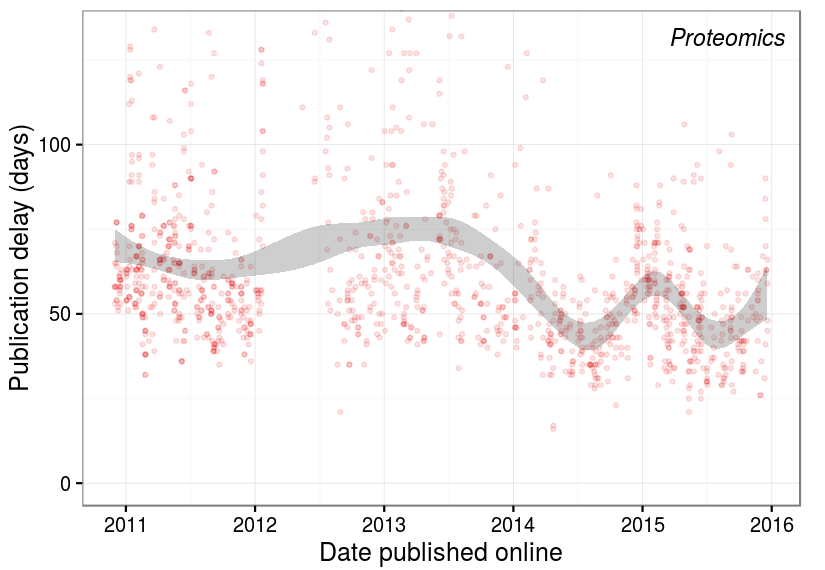 Proteomics
Publication delay (days)
100
50
0
2011 2012 2013 2014 2015 2016
Date published online